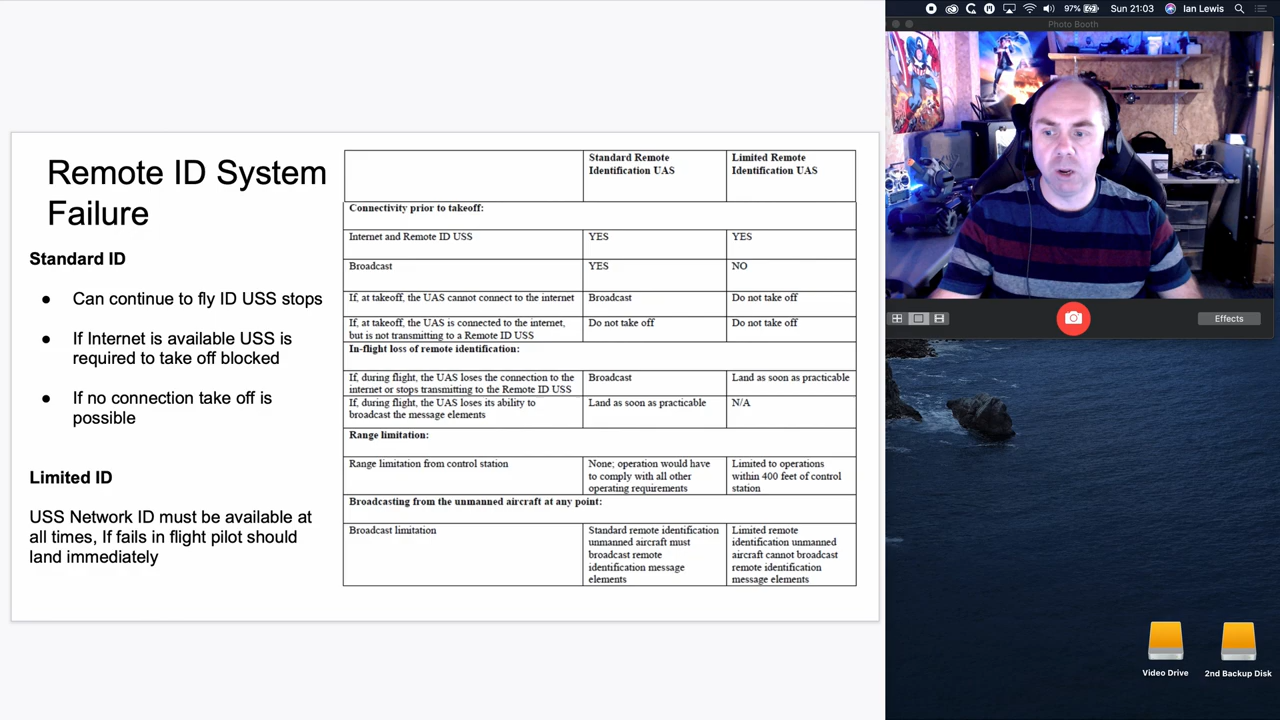 97%
Sun 21:03
Ian Lewis
Photo Booth
Remote ID System
Failure
Standard ID
● Can continue to fly ID USS stops
● If Internet is available USS is
required to take off blocked
● If no connection take off is
possible
Limited ID
USS Network ID must be available at
all times, If fails in flight pilot should
land immediately
Standard Remote
Identification UAS
Limited Remote
Identification UAS
Connectivity prior to takeoff:
Internet and Remote ID USS
YES
YES
Broadcast
YES
NO
If, at takeoff, the UAS cannot connect to the internet
Broadcast
Do not take off
If, at takeoff, the UAS is connected to the internet,
but is not transmitting to a Remote ID USS
Do not take off
Do not take off
In-flight loss of remote identification:
If, during flight, the UAS loses the connection to the
internet or stops transmitting to the Remote ID USS
Broadcast
Land as soon as practicable
If, during flight, the UAS loses its ability to
broadcast the message elements
Land as soon as practicable
N/A
Range limitation:
Range limitation from control station
None; operation would have
to comply with all other
operating requirements
Limited to operations
within 400 feet of control
station
Broadcasting from the unmanned aircraft at any point:
Broadcast limitation
Standard remote identification
unmanned aircraft must
broadcast remote
identification message
elements
Limited remote
identification unmanned
aircraft cannot broadcast
remote identification
message elements
Effects
Video Drive
2nd Backup Disk